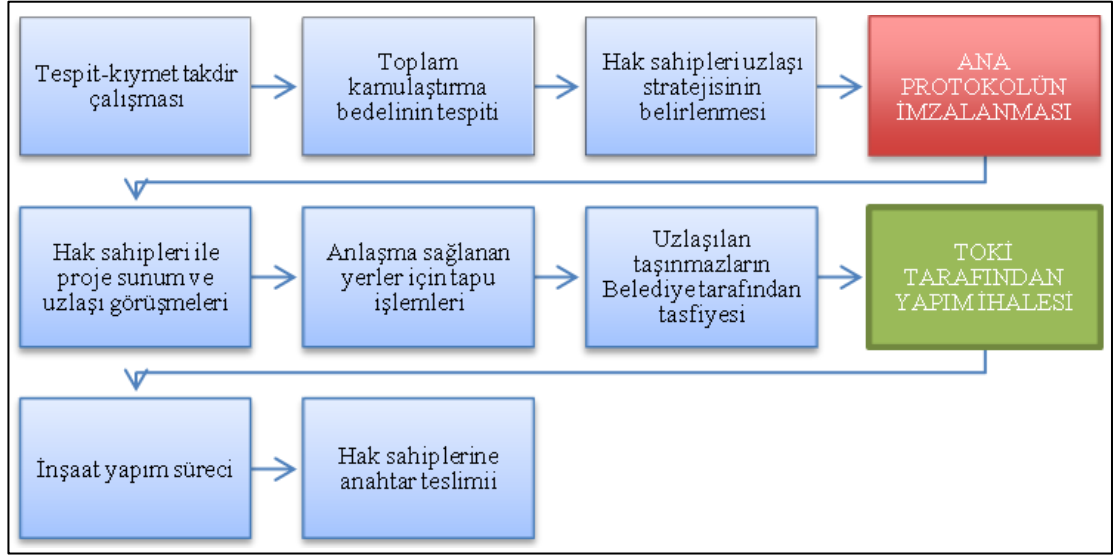 Tespit-kıymet takdir
çalışması
Toplam
kamulaştırma
bedelinin tespiti
Hak sahipleri uzlaşı
stratejisinin
belirlenmesi
ANA
PROTOKOLÜN
İMZALANMASI
Hak sahipleri ile
proje sunum ve
uzlaşı görüşmeleri
Anlaşma sağlanan
yerler için tapu
işlemleri
Uzlaşılan
taşınmazların
Belediye tarafından
tasfiyesi
TOKİ
TARAFINDAN
YAPIM İHALESİ
İnşaat yapım süreci
Hak sahiplerine
anahtar teslimii